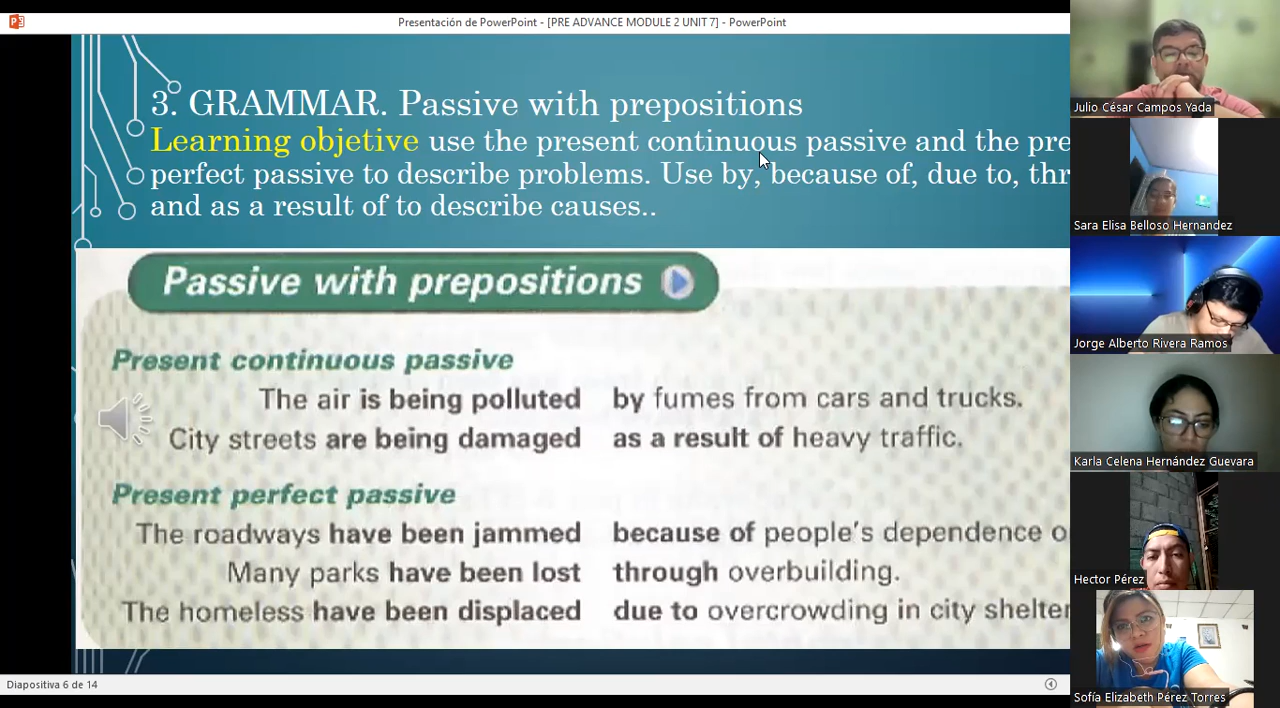 Presentación de PowerPoint - [PRE ADVANCE MODULE 2 UNIT 7] - PowerPoint
3. GRAMMAR. Passive with prepositions
Learning objetive use the present continuous passive and the pre
perfect passive to describe problems. Use by, because of, due to, thr
and as a result of to describe causes..
Passive with prepositions
Present continuous passive
The air is being polluted by fumes from cars and trucks.
City streets are being damaged as a result of heavy traffic.
Present perfect passive
The roadways have been jammed because of people's dependence o
Many parks have been lost through overbuilding.
The homeless have been displaced due to overcrowding in city shelter
Diapositiva 6 de 14
Julio César Campos Yada
Sara Elisa Belloso Hernandez
Jorge Alberto Rivera Ramos
Karla Celena Hernández Guevara
Hector Pérez
Sofía Elizabeth Pérez Torres